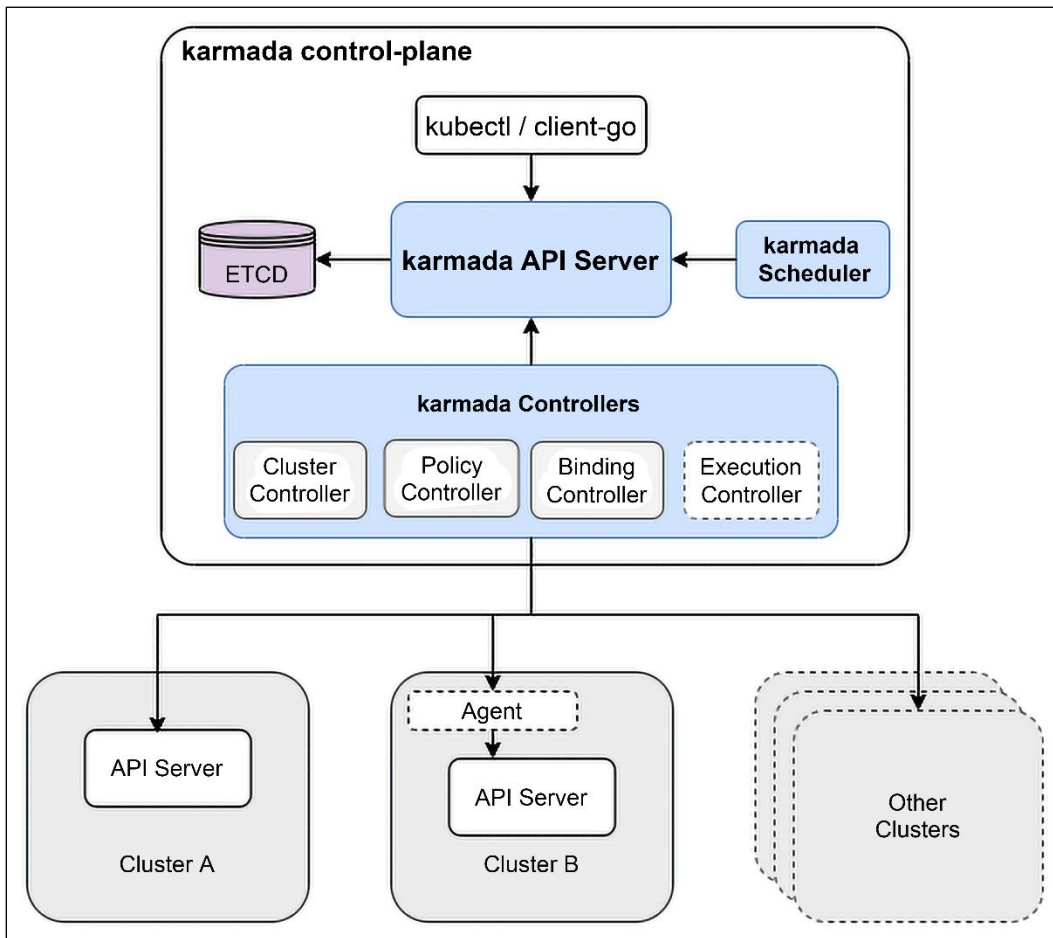 karmada control-plane
kubectl / client-go
ETCD
karmada API Server
karmada
Scheduler
karmada Controllers
Cluster
Controller
Policy
Controller
Binding
Controller
Execution
Controller
API Server
Cluster A
Agent
API Server
Cluster B
Other
Clusters